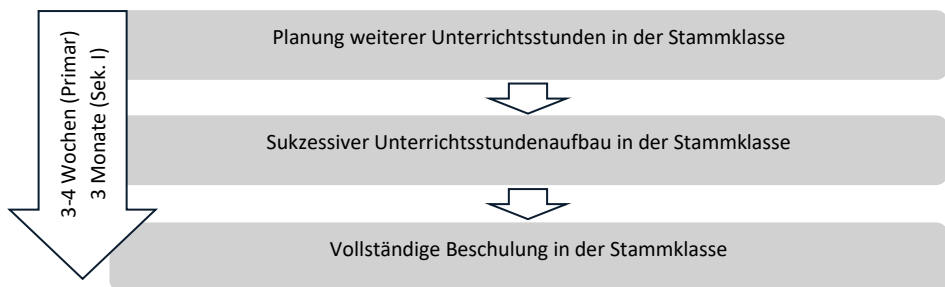 3-4 Wochen (Primar)
3 Monate (Sek. I)
Planung weiterer Unterrichtsstunden in der Stammklasse
Sukzessiver Unterrichtsstundenaufbau in der Stammklasse
Vollständige Beschulung in der Stammklasse